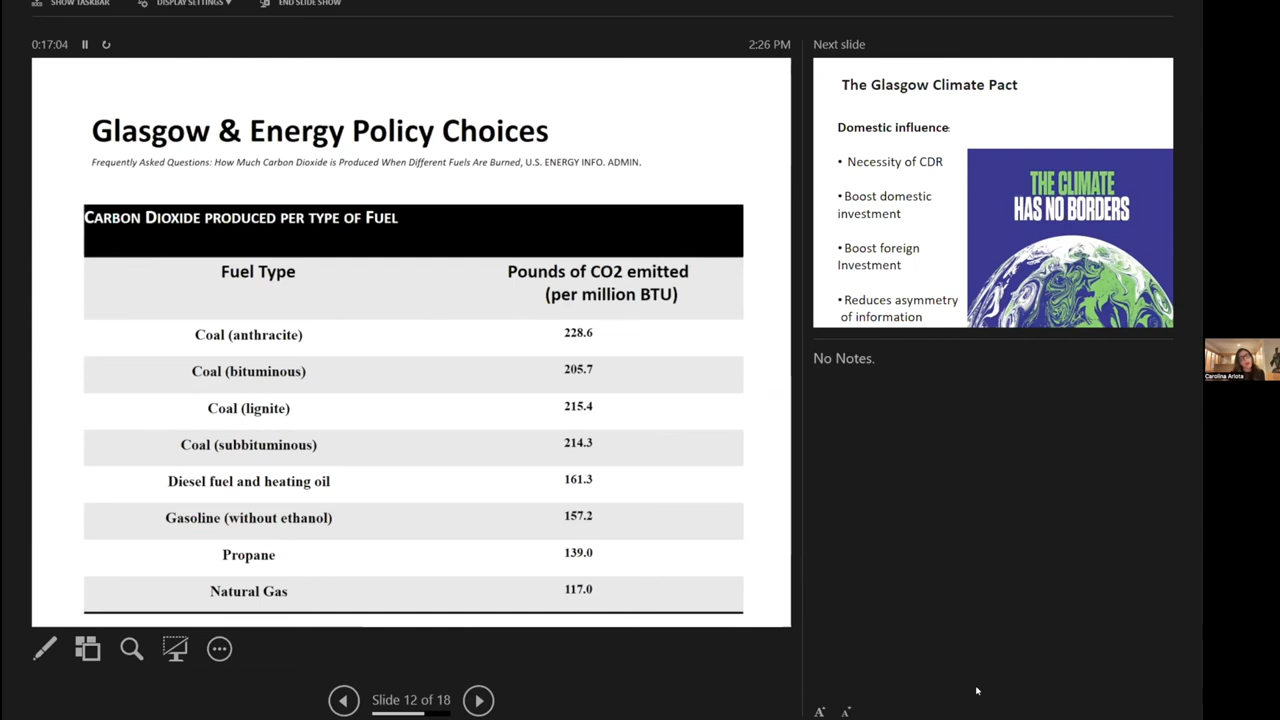 SHOW TASKBAR
DISPLAY SETTINGS ▼
END SLIDE SHOW
0:17:04
2:26 PM
Glasgow & Energy Policy Choices
Frequently Asked Questions: How Much Carbon Dioxide is Produced When Different Fuels Are Burned, U.S. ENERGY INFO. ADMIN.
CARBON DIOXIDE PRODUCED PER TYPE OF FUEL
Fuel Type Pounds of CO2 emitted
(per million BTU)
Coal (anthracite) 228.6
Coal (bituminous) 205.7
Coal (lignite) 215.4
Coal (subbituminous) 214.3
Diesel fuel and heating oil 161.3
Gasoline (without ethanol) 157.2
Propane 139.0
Natural Gas 117.0
Slide 12 of 18
Next slide
The Glasgow Climate Pact
Domestic influence:
• Necessity of CDR
•Boost domestic
investment
•Boost foreign
Investment
•Reduces asymmetry
of information
THE CLIMATE
HAS NO BORDERS
No Notes.
A A
Carolina Arlota